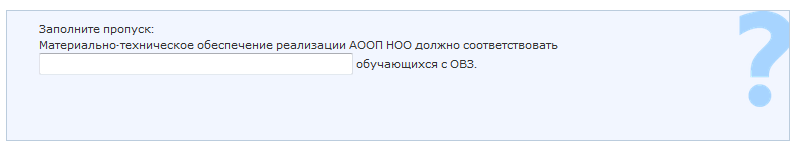 Заполните пропуск:
Материально-техническое обеспечение реализации АООП НОО должно соответствовать
обучающихся с ОВЗ.
?